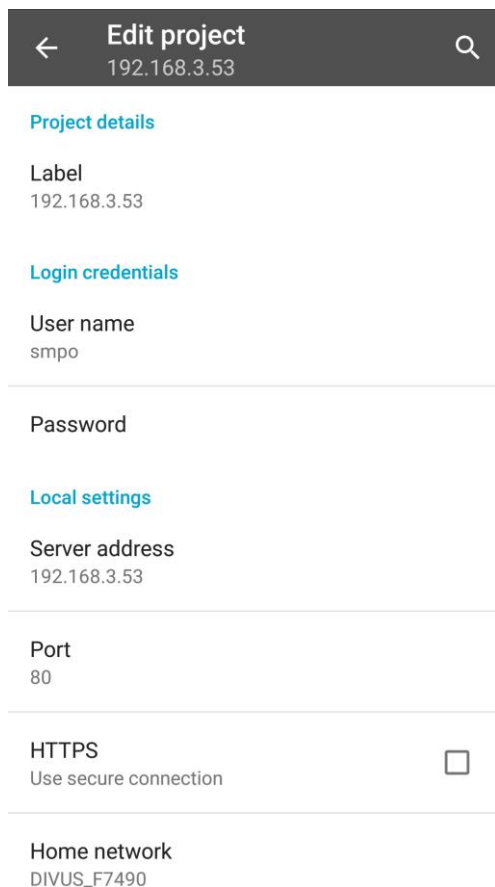 Edit project
192.168.3.53
Project details
Label
192.168.3.53
Login credentials
User name
smpo
Password
Local settings
Server address
192.168.3.53
Port
80
HTTPS
Use secure connection
Home network
DIVUS_F7490